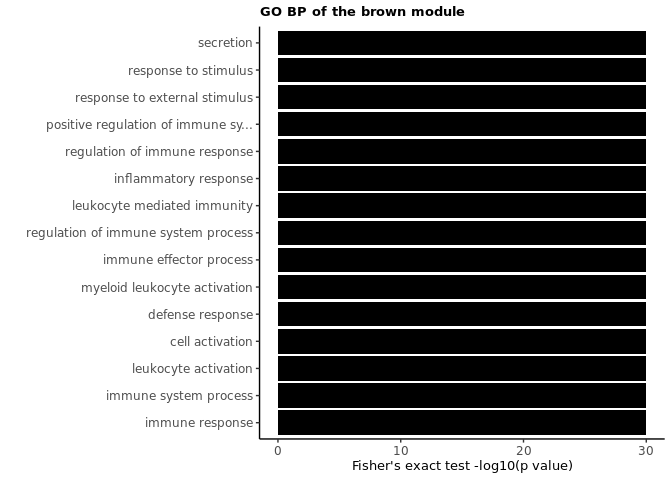 GO BP of the brown module
secretion
response to stimulus
response to external stimulus
positive regulation of immune sy...
regulation of immune response
inflammatory response
leukocyte mediated immunity
regulation of immune system process
immune effector process
myeloid leukocyte activation
defense response
cell activation
leukocyte activation
immune system process
immune response
0 10 20 30
Fisher's exact test -log10(p value)